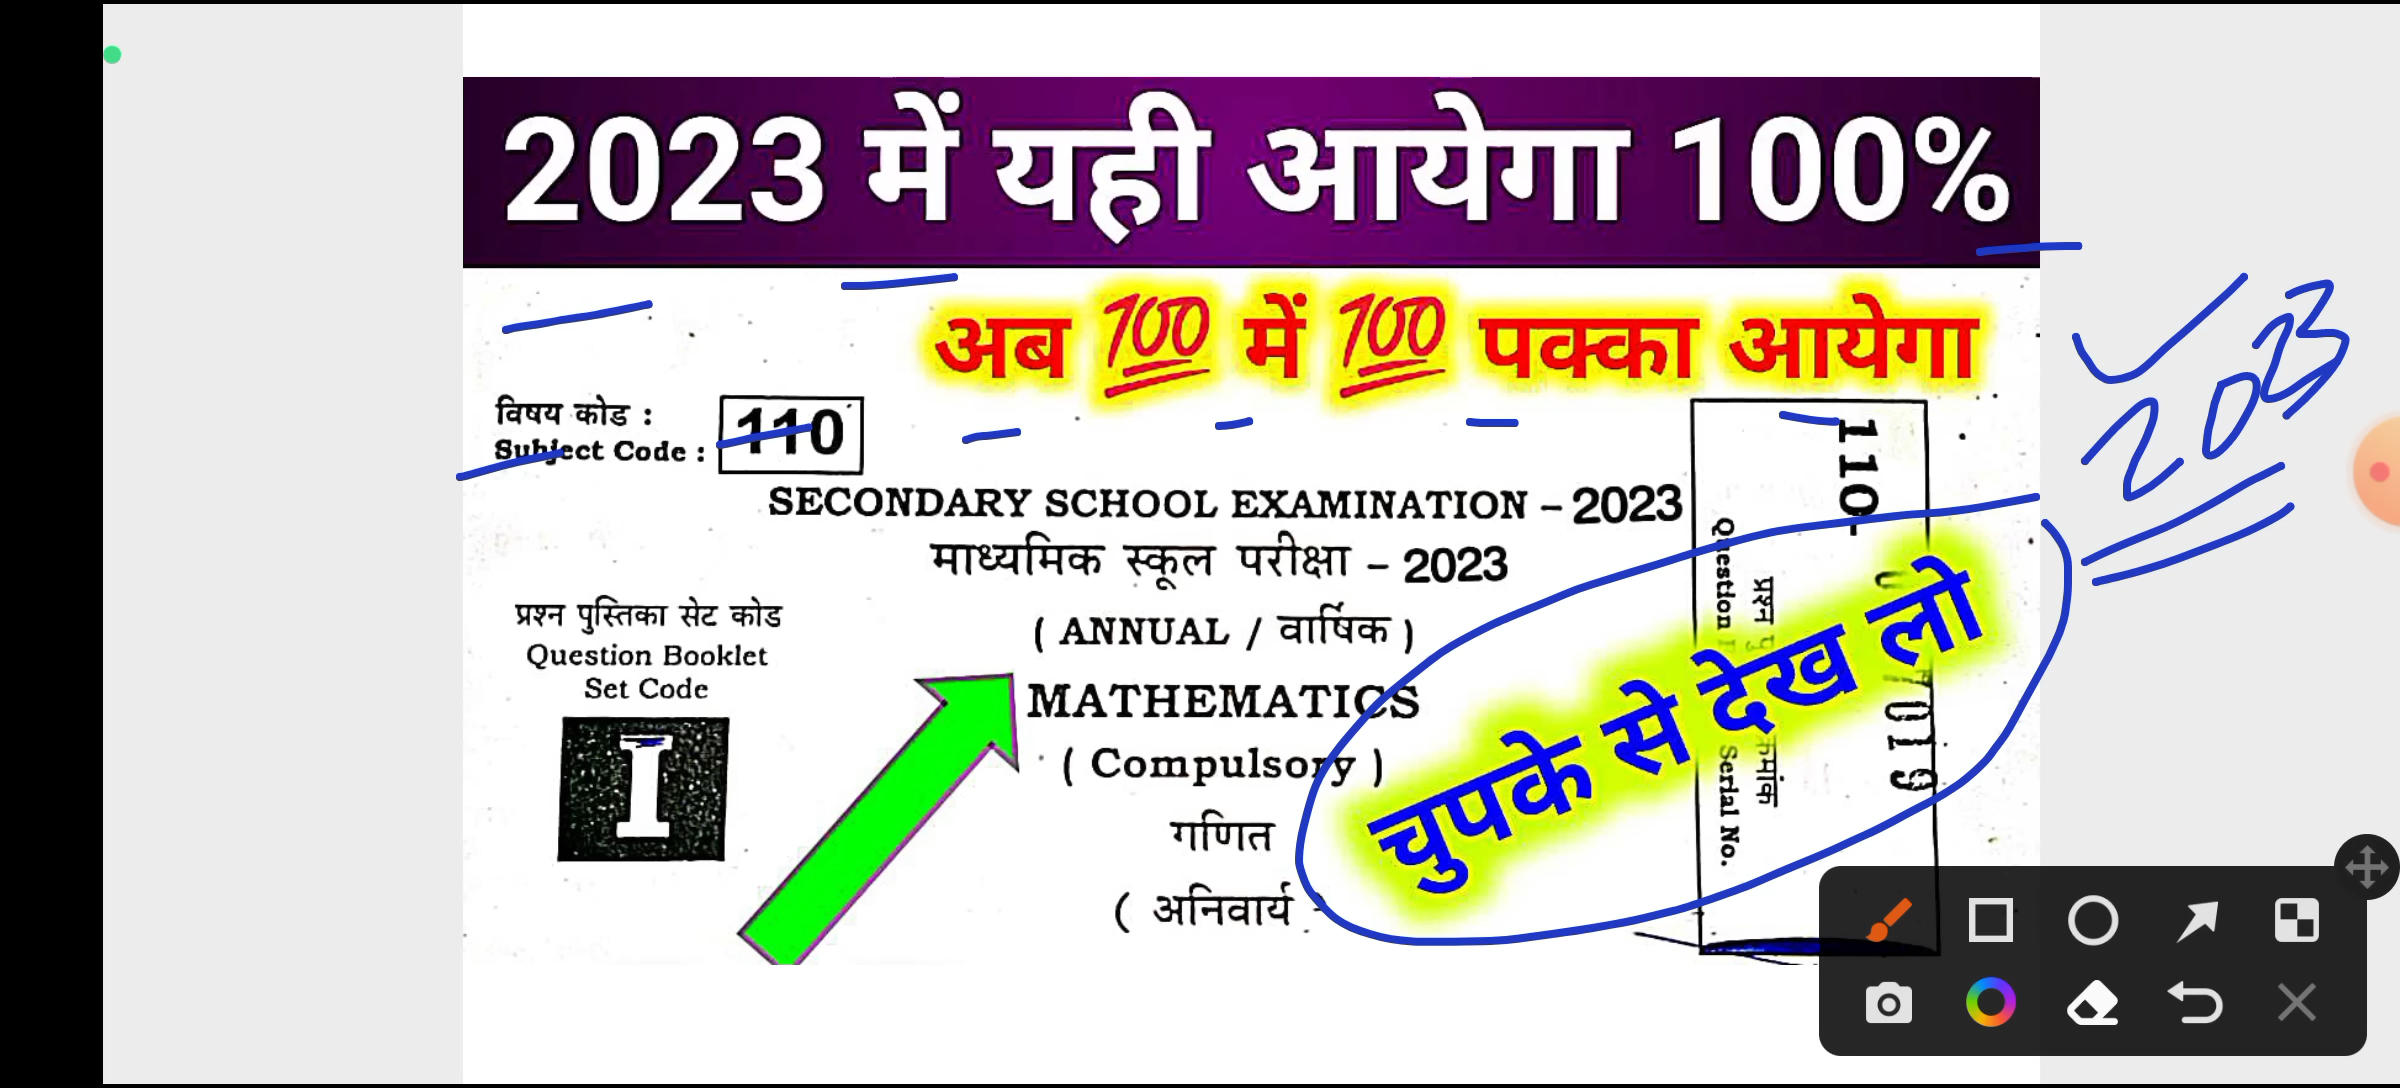 2023 में यही आयेगा 100%
अब 100 में 100 पक्का आयेगा
2023
विषय कोड :
Subject Code : 110
SECONDARY SCHOOL EXAMINATION – 2023
माध्यमिक स्कूल परीक्षा – 2023
( ANNUAL / वार्षिक )
प्रश्न पुस्तिका सेट कोड
Question Booklet
Set Code
I
MATHEMATICS
( Compulsory )
गणित
( अनिवार्य )
चुपके से देख लो
110-
प्रश्न
Question
Serial No.